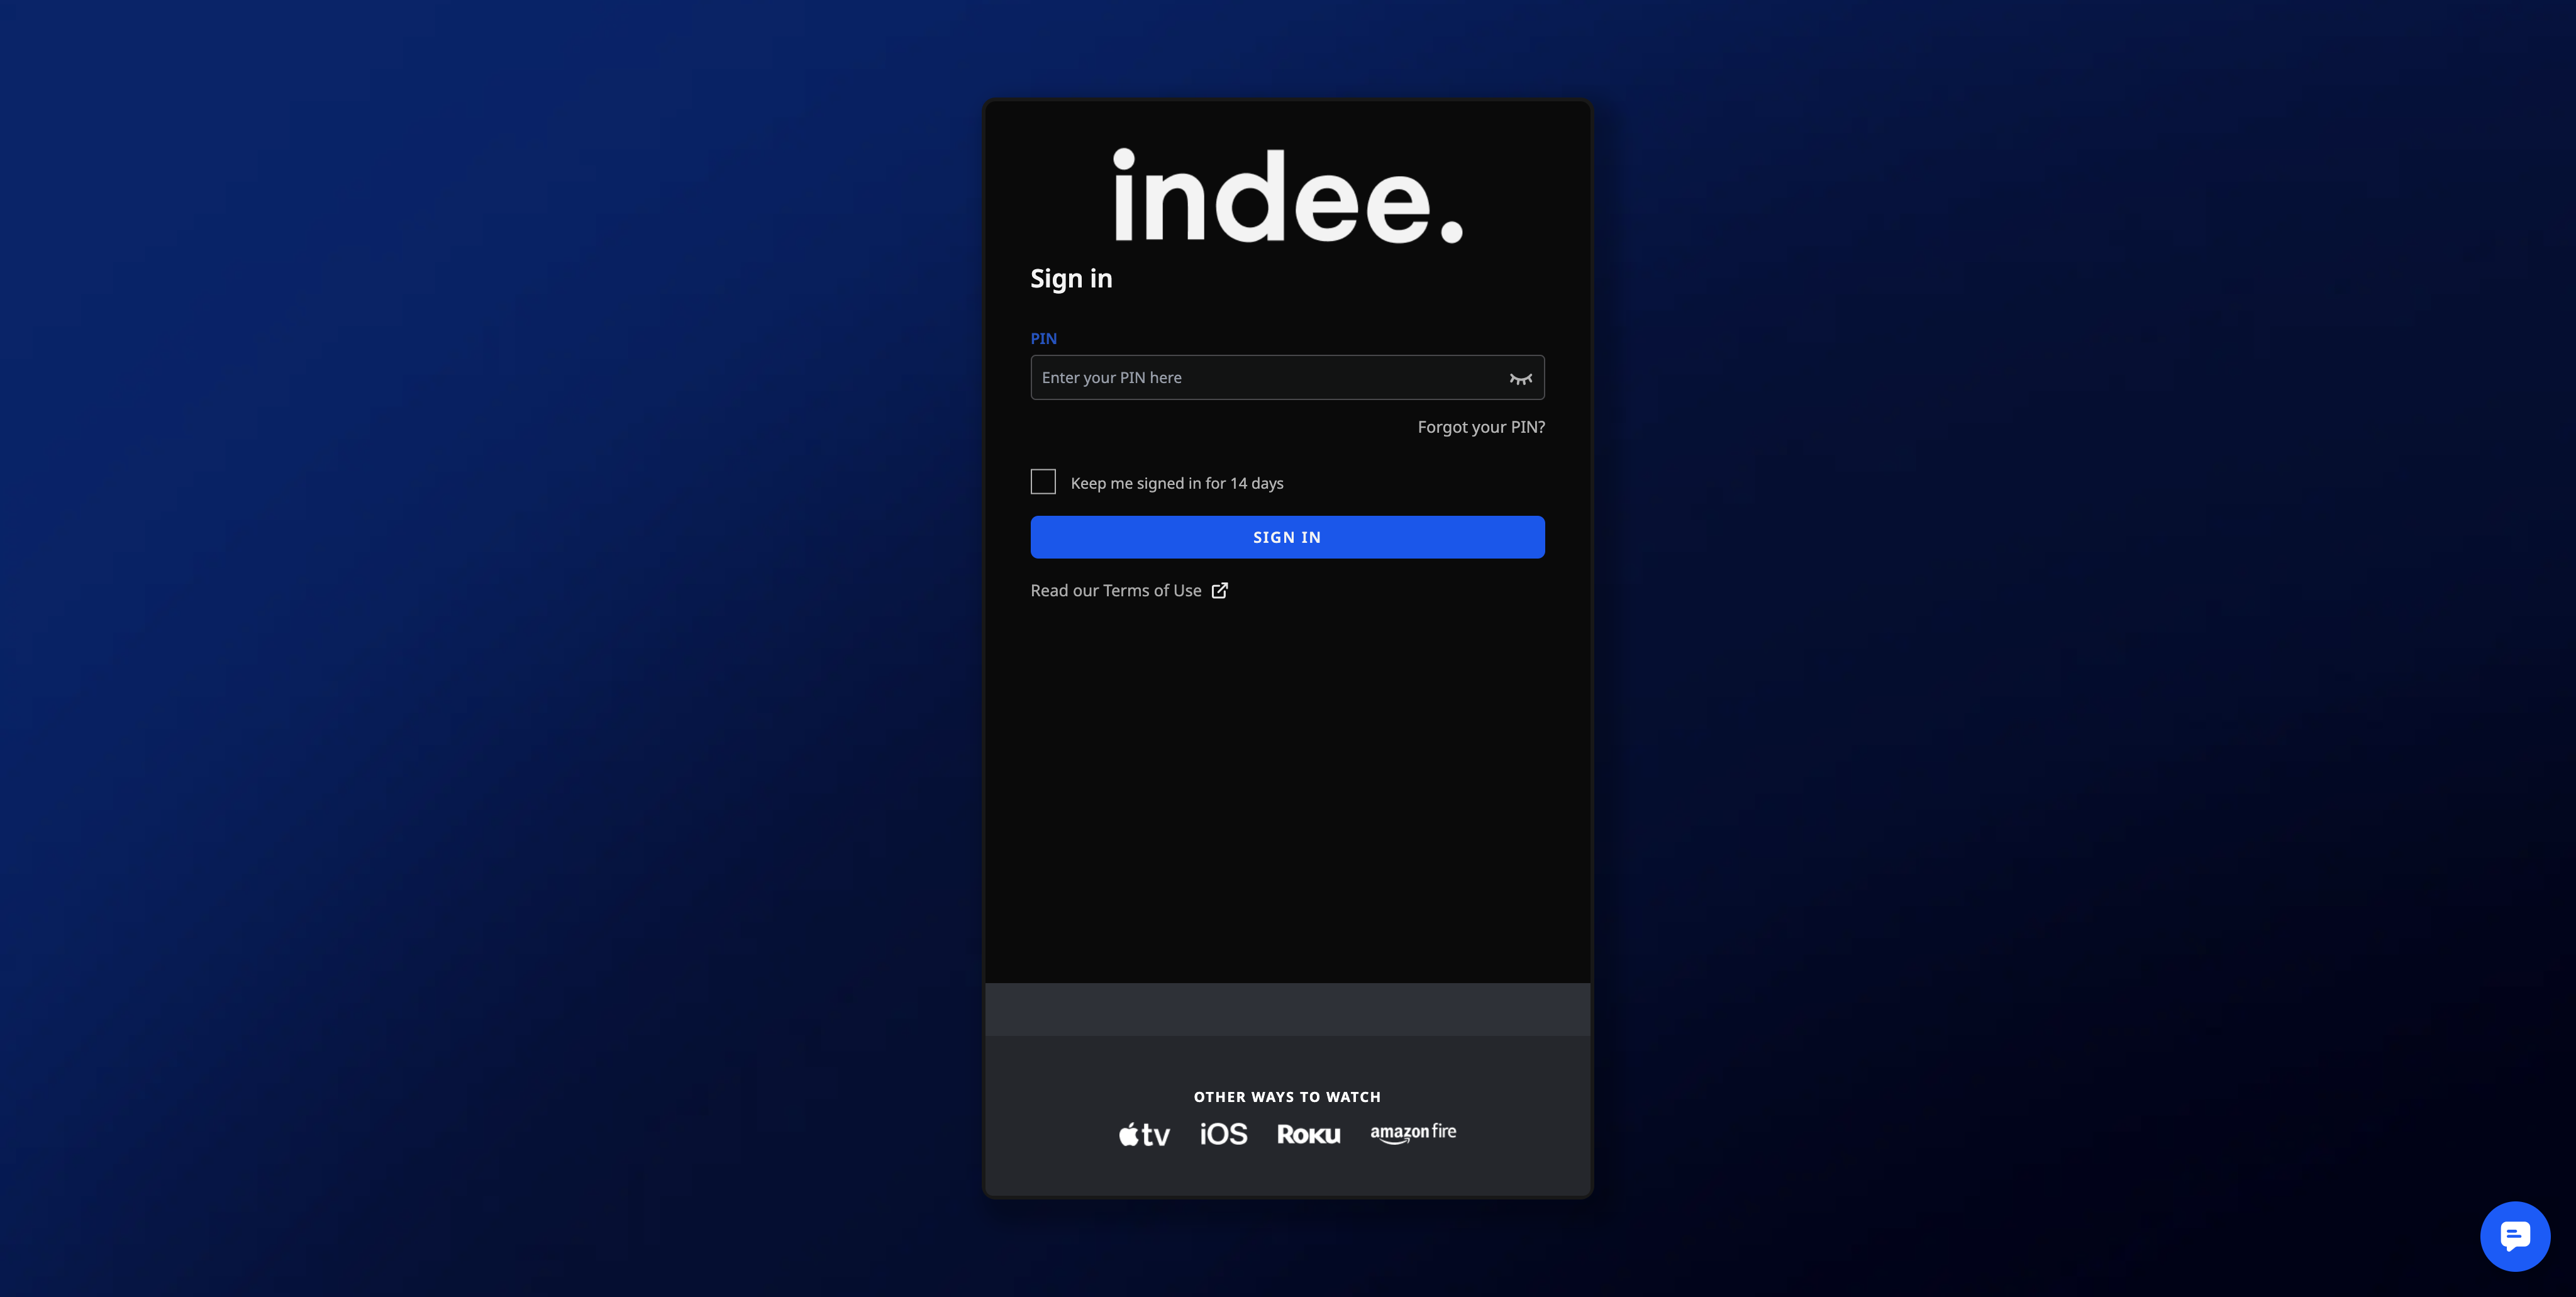 indee.
Sign in
PIN
Enter your PIN here
Forgot your PIN?
Keep me signed in for 14 days
SIGN IN
Read our Terms of Use
OTHER WAYS TO WATCH
tv iOS Roku amazon fire